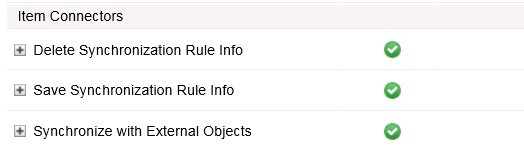 Item Connectors
Delete Synchronization Rule Info
Save Synchronization Rule Info
Synchronize with External Objects